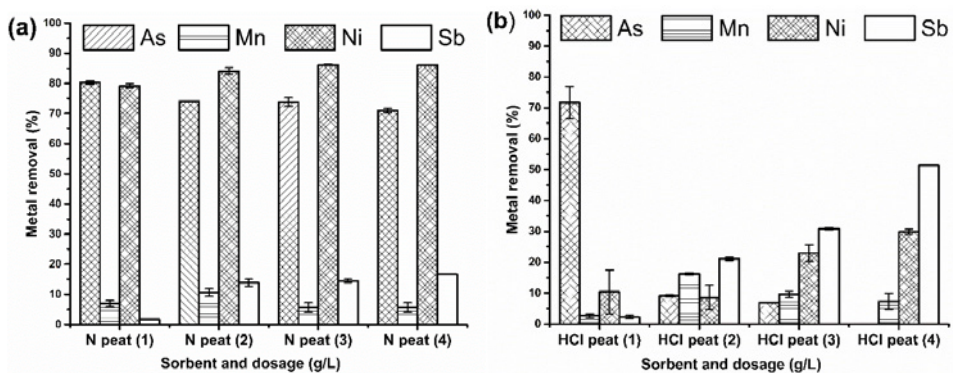 (a)
As Mn Ni Sb
Metal removal (%)
100
90
80
70
60
50
40
30
20
10
0
N peat (1) N peat (2) N peat (3) N peat (4)
Sorbent and dosage (g/L)
(b)
As Mn Ni Sb
Metal removal (%)
100
90
80
70
60
50
40
30
20
10
0
HCl peat (1) HCl peat (2) HCl peat (3) HCl peat (4)
Sorbent and dosage (g/L)